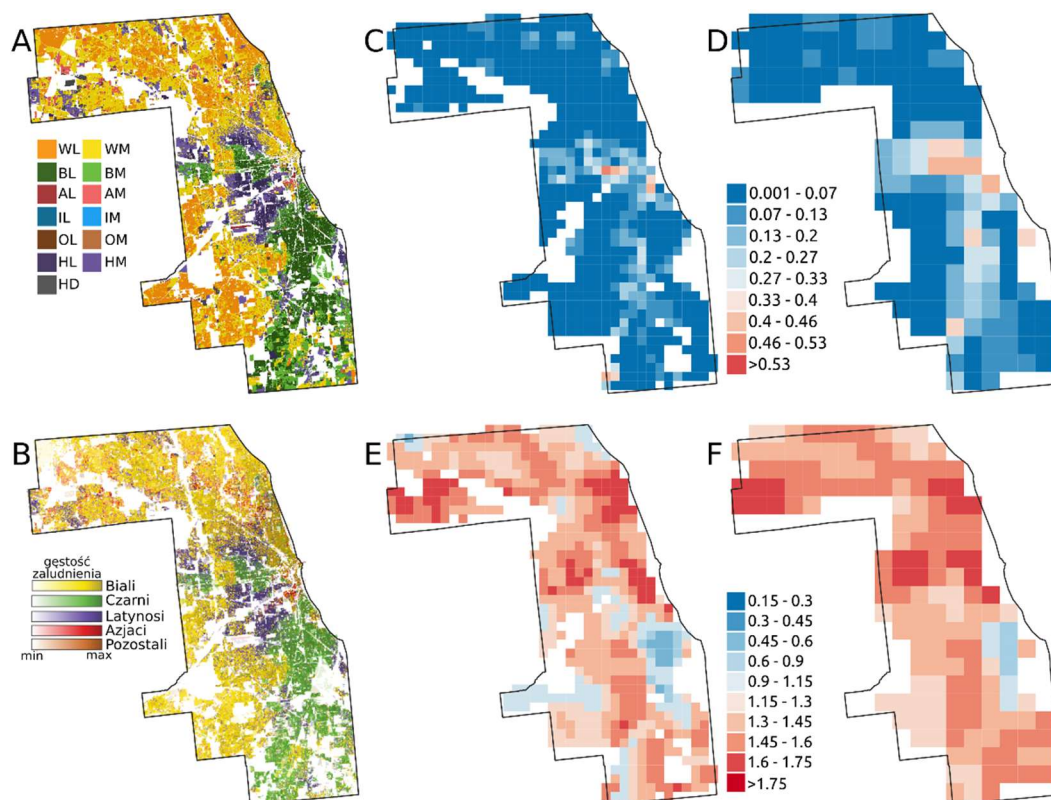 A
WL WM
BL BM
AL AM
IL IM
OL OM
HL HM
HD
C
D
0.001 - 0.07
0.07 - 0.13
0.13 - 0.2
0.2 - 0.27
0.27 - 0.33
0.33 - 0.4
0.4 - 0.46
0.46 - 0.53
>0.53
B
gęstość
zaludnienia
Biali
Czarni
Latynosi
Azjaci
Pozostali
min max
E
F
0.15 - 0.3
0.3 - 0.45
0.45 - 0.6
0.6 - 0.9
0.9 - 1.15
1.15 - 1.3
1.3 - 1.45
1.45 - 1.6
1.6 - 1.75
>1.75